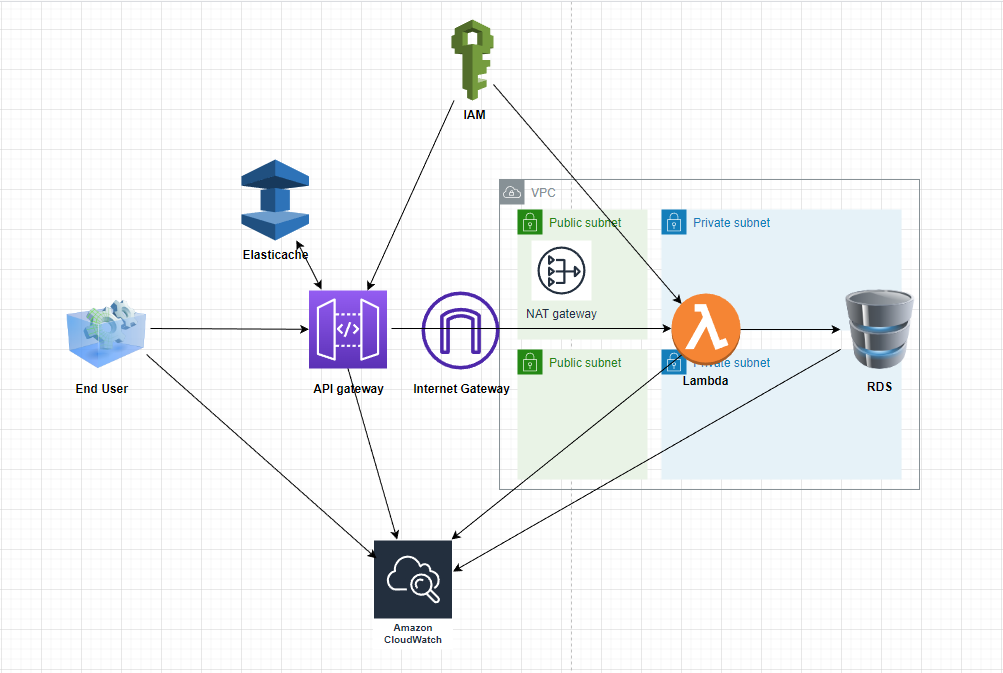 IAM
VPC
Public subnet
Private subnet
Elasticache
NAT gateway
End User
API gateway
Internet Gateway
Public subnet
Private subnet
Lambda
RDS
Amazon
CloudWatch